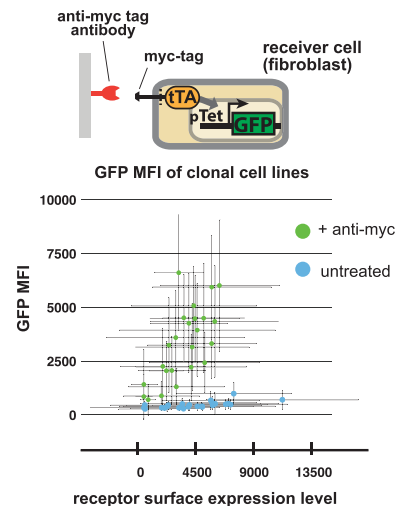 anti-myc tag
antibody
myc-tag
receiver cell
(fibroblast)
tTA
pTet
GFP
GFP MFI of clonal cell lines
10000
7500
5000
2500
0
GFP MFI
+ anti-myc
untreated
0 4500 9000 13500
receptor surface expression level